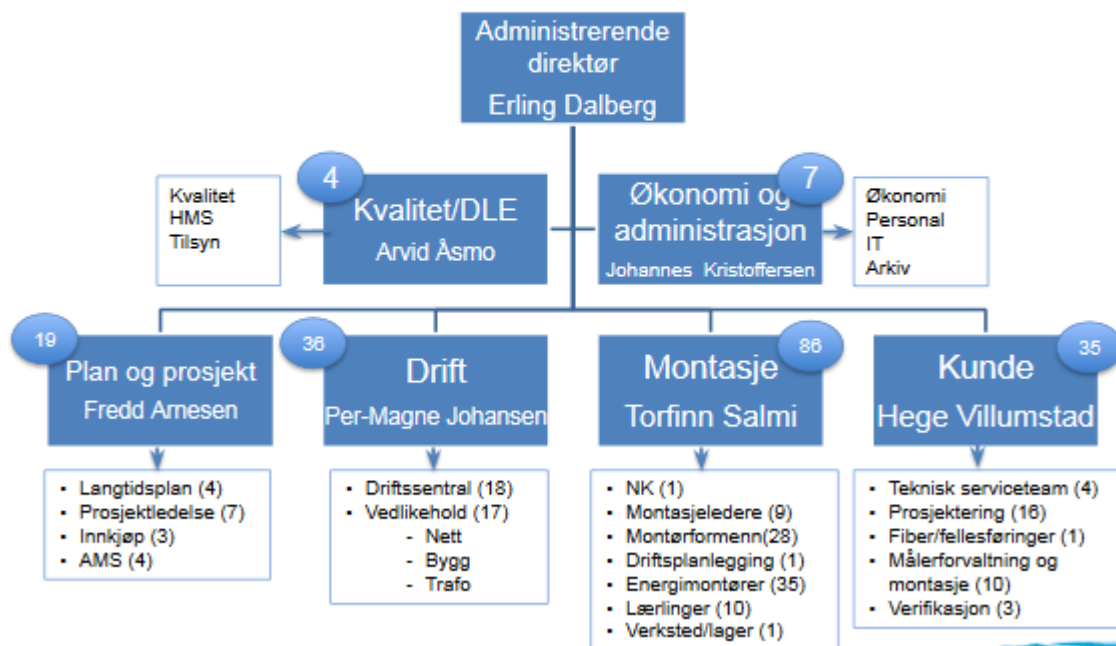 Administrerende
direktør
Erling Dalberg
4
Kvalitet/DLE
Arvid Åsmo
Kvalitet
HMS
Tilsyn
7
Økonomi og
administrasjon
Johannes Kristoffersen
Økonomi
Personal
IT
Arkiv
19
Plan og prosjekt
Fredd Arnesen
36
Drift
Per-Magne Johansen
86
Montasje
Torfinn Salmi
35
Kunde
Hege Villumstad
▪ Langtidsplan (4)
▪ Prosjektledelse (7)
▪ Innkjøp (3)
▪ AMS (4)
▪ Driftssentral (18)
▪ Vedlikehold (17)
- Nett
- Bygg
- Trafo
▪ NK (1)
▪ Montasjeledere (9)
▪ Montørformenn(28)
▪ Driftsplanlegging (1)
▪ Energimontører (35)
▪ Lærlinger (10)
▪ Verksted/lager (1)
▪ Teknisk serviceteam (4)
▪ Prosjektering (16)
▪ Fiber/fellesføringer (1)
▪ Målerforvaltning og
montasje (10)
▪ Verifikasjon (3)